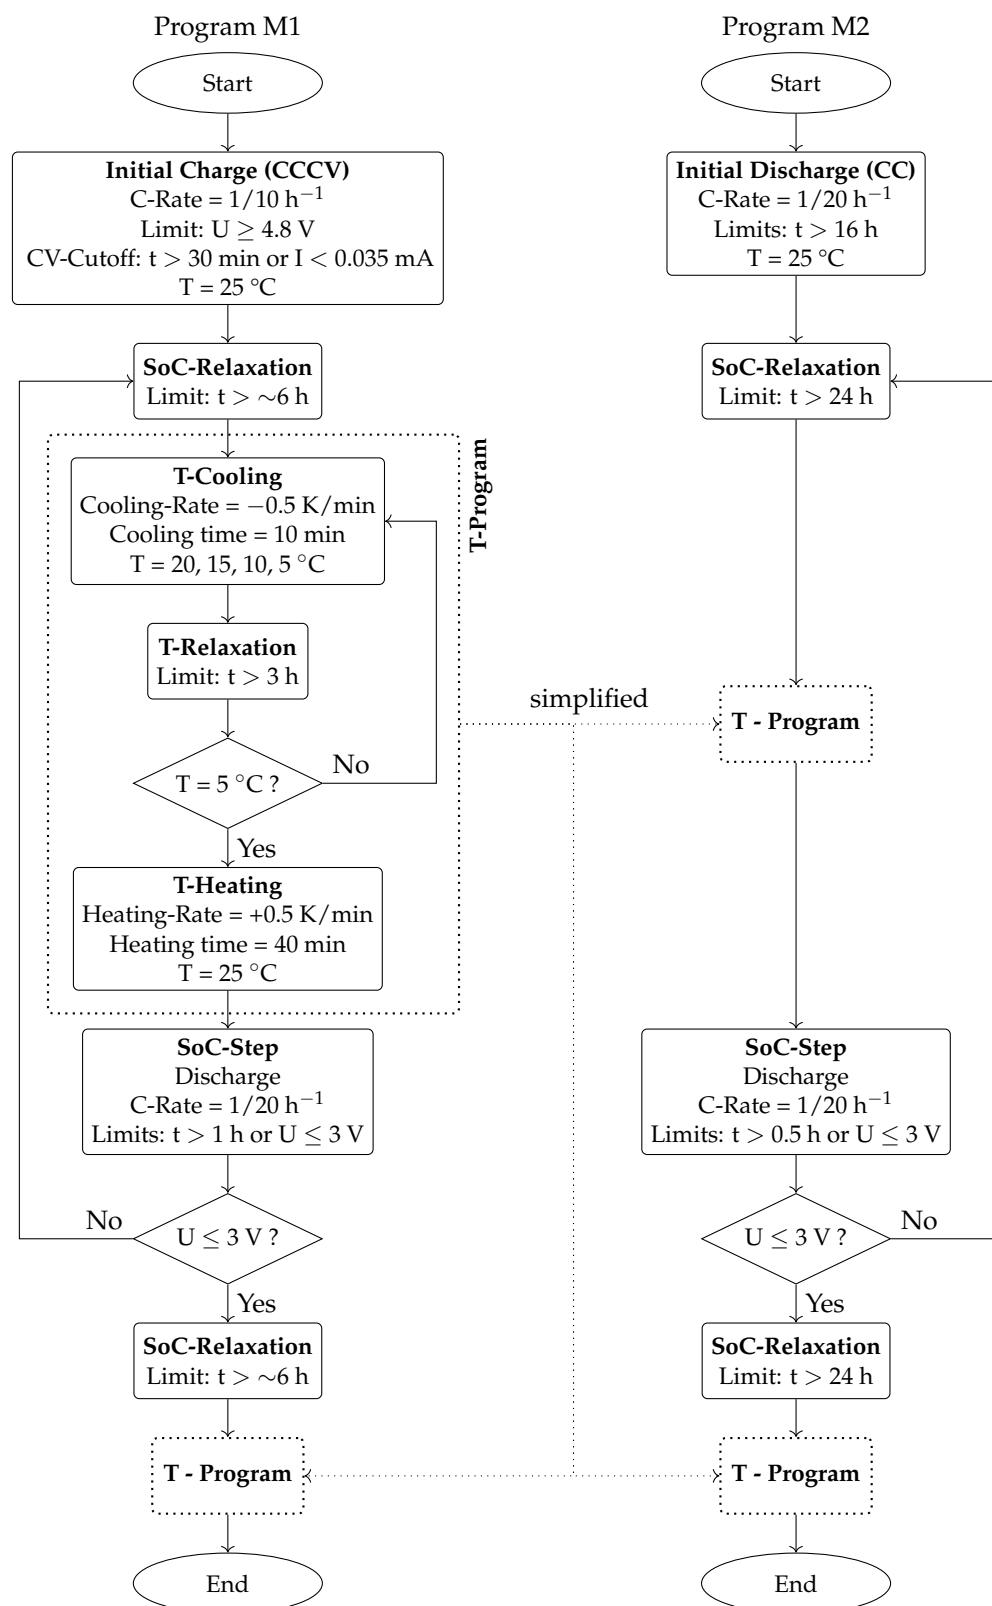 Program M1
Start
Initial Charge (CCCV)
C-Rate = 1/10 h⁻¹
Limit: U ≥ 4.8 V
CV-Cutoff: t > 30 min or I < 0.035 mA
T = 25 °C
SoC-Relaxation
Limit: t > ∼6 h
T-Program
T-Cooling
Cooling-Rate = −0.5 K/min
Cooling time = 10 min
T = 20, 15, 10, 5 °C
T-Relaxation
Limit: t > 3 h
T = 5 °C ?
No
Yes
T-Heating
Heating-Rate = +0.5 K/min
Heating time = 40 min
T = 25 °C
SoC-Step
Discharge
C-Rate = 1/20 h⁻¹
Limits: t > 1 h or U ≤ 3 V
No
U ≤ 3 V ?
Yes
SoC-Relaxation
Limit: t > ∼6 h
T - Program
End
simplified
Program M2
Start
Initial Discharge (CC)
C-Rate = 1/20 h⁻¹
Limits: t > 16 h
T = 25 °C
SoC-Relaxation
Limit: t > 24 h
T - Program
SoC-Step
Discharge
C-Rate = 1/20 h⁻¹
Limits: t > 0.5 h or U ≤ 3 V
U ≤ 3 V ?
No
Yes
SoC-Relaxation
Limit: t > 24 h
T - Program
End